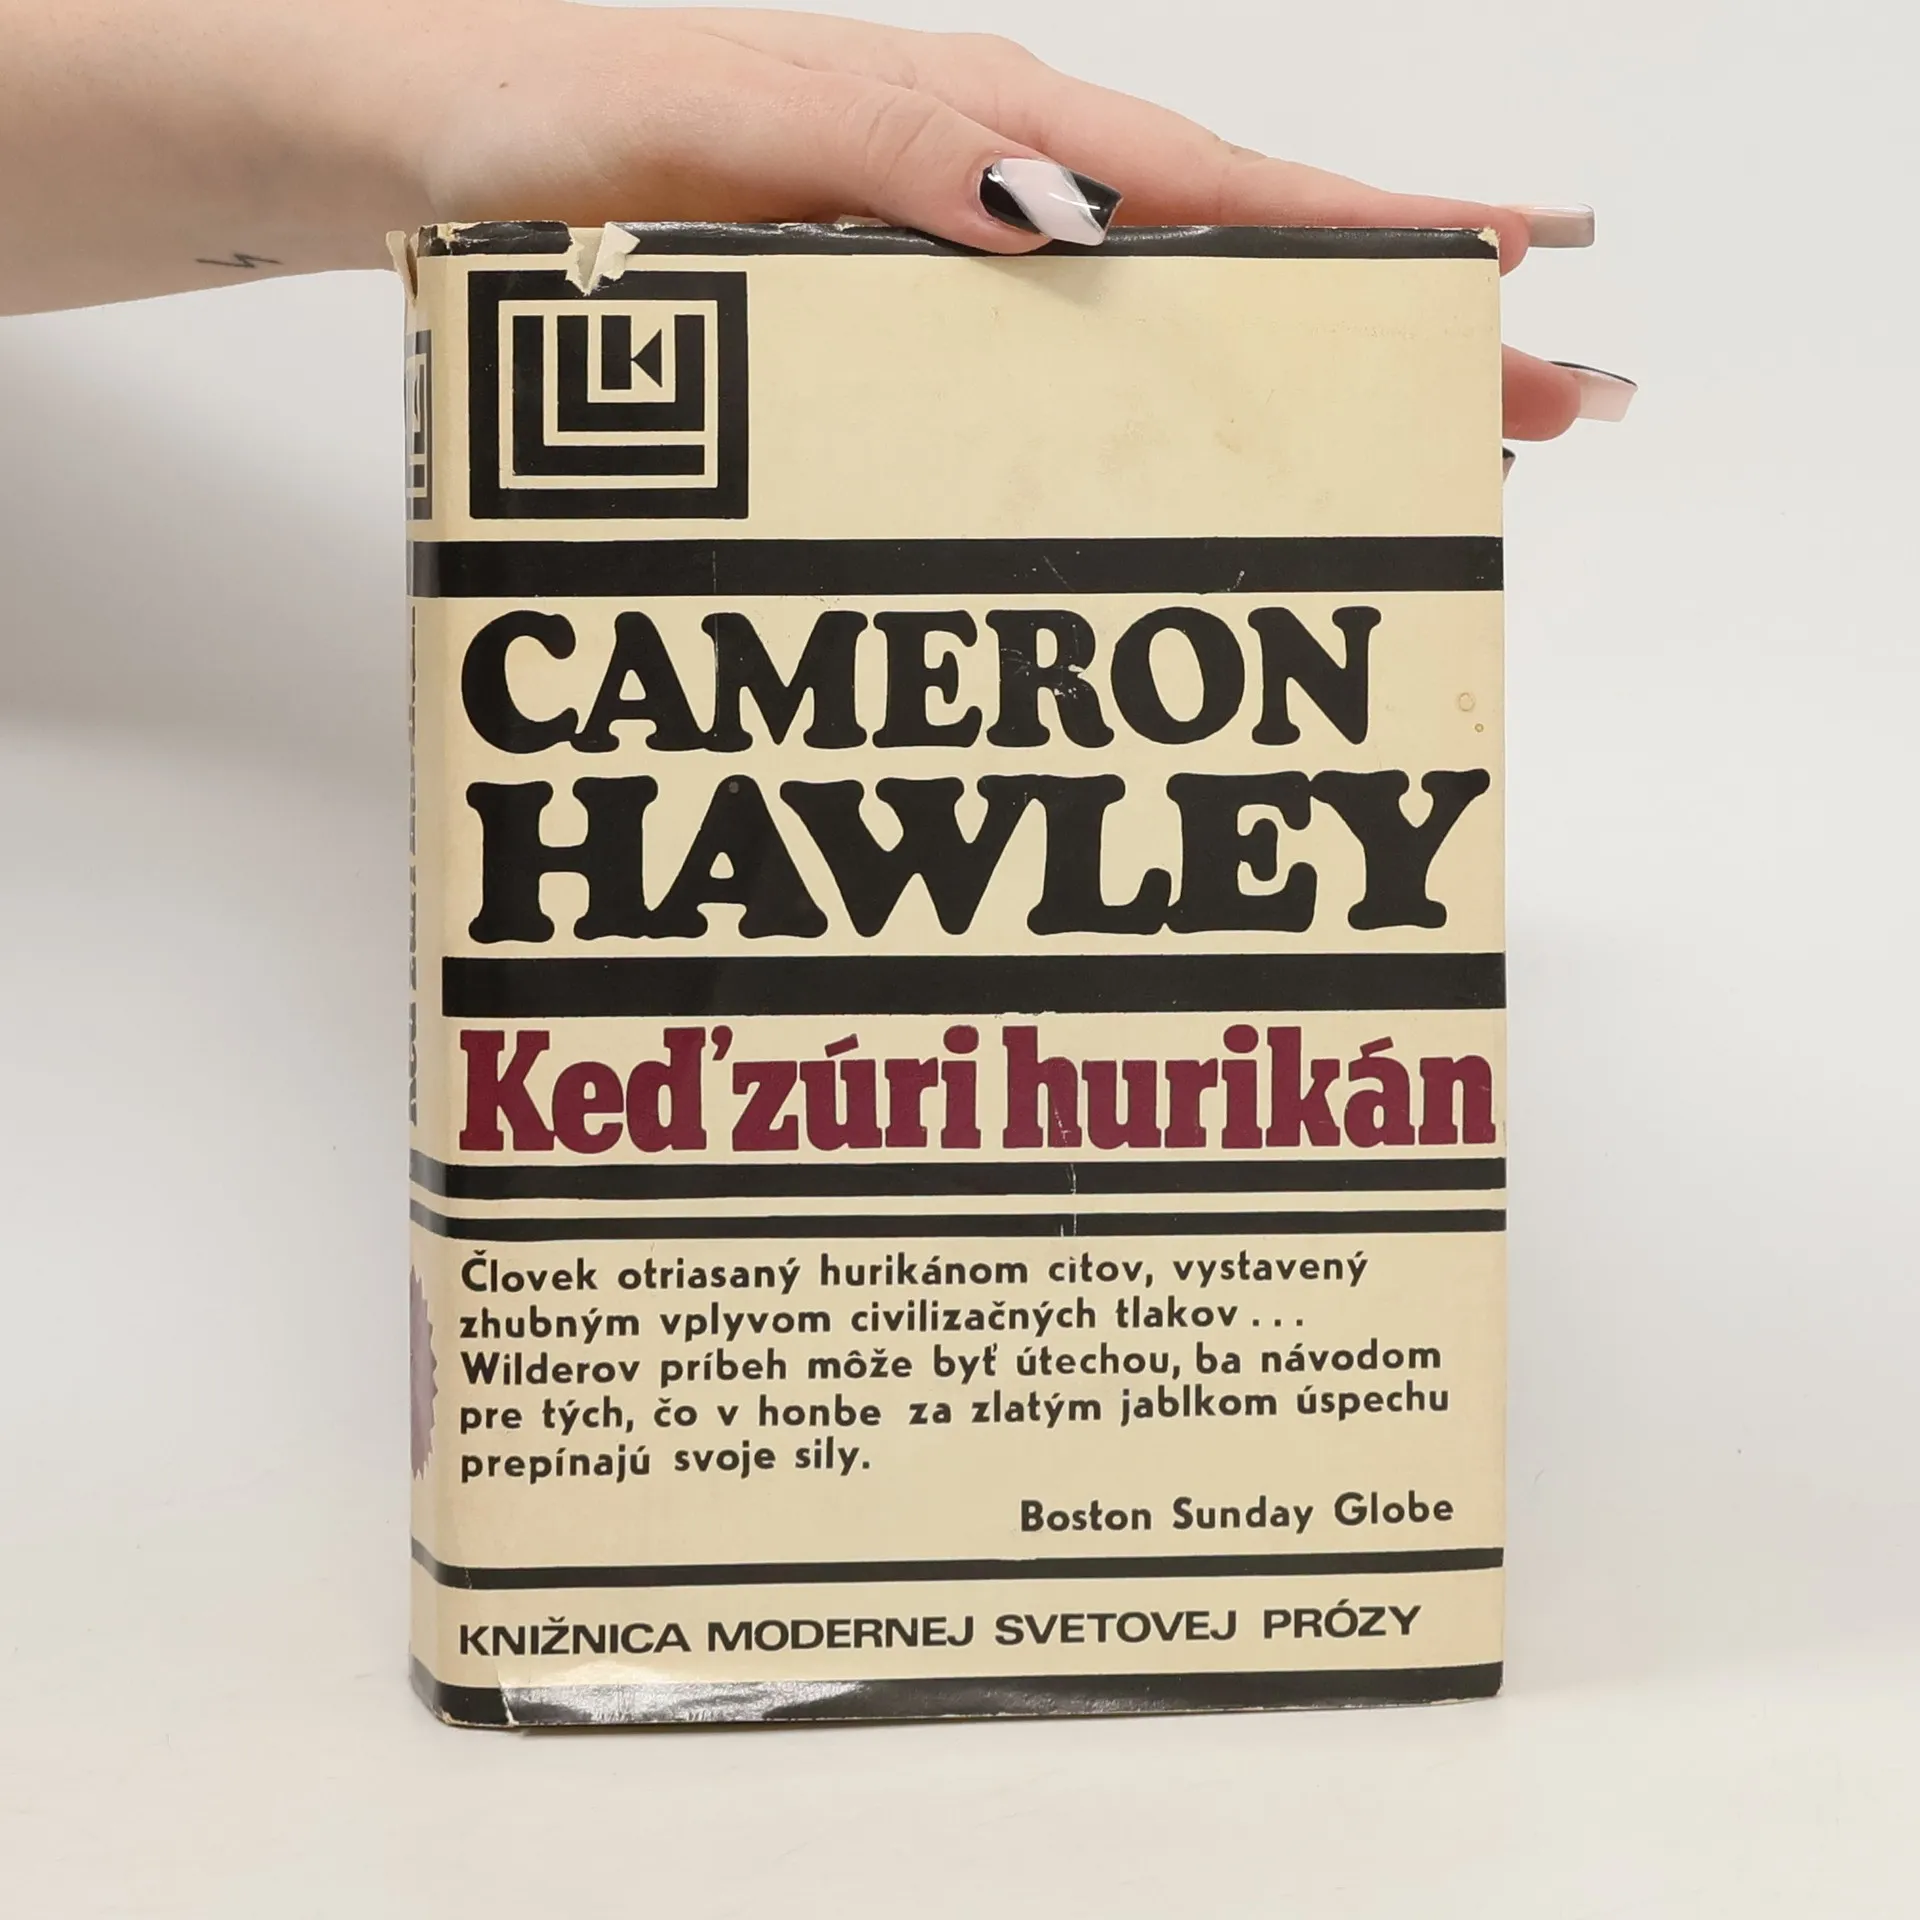 CAMERON
HAWLEY
Keď zúri hurikán
Človek otriasaný hurikánom citov, vystavený
zhubným vplyvom civilizačných tlakov...
Wilderov príbeh môže byť útechou, ba návodom
pre tých, čo v honbe za zlatým jablkom úspechu
prepínajú svoje sily.
Boston Sunday Globe
KNIŽNICA MODERNEJ SVETOVEJ PRÓZY